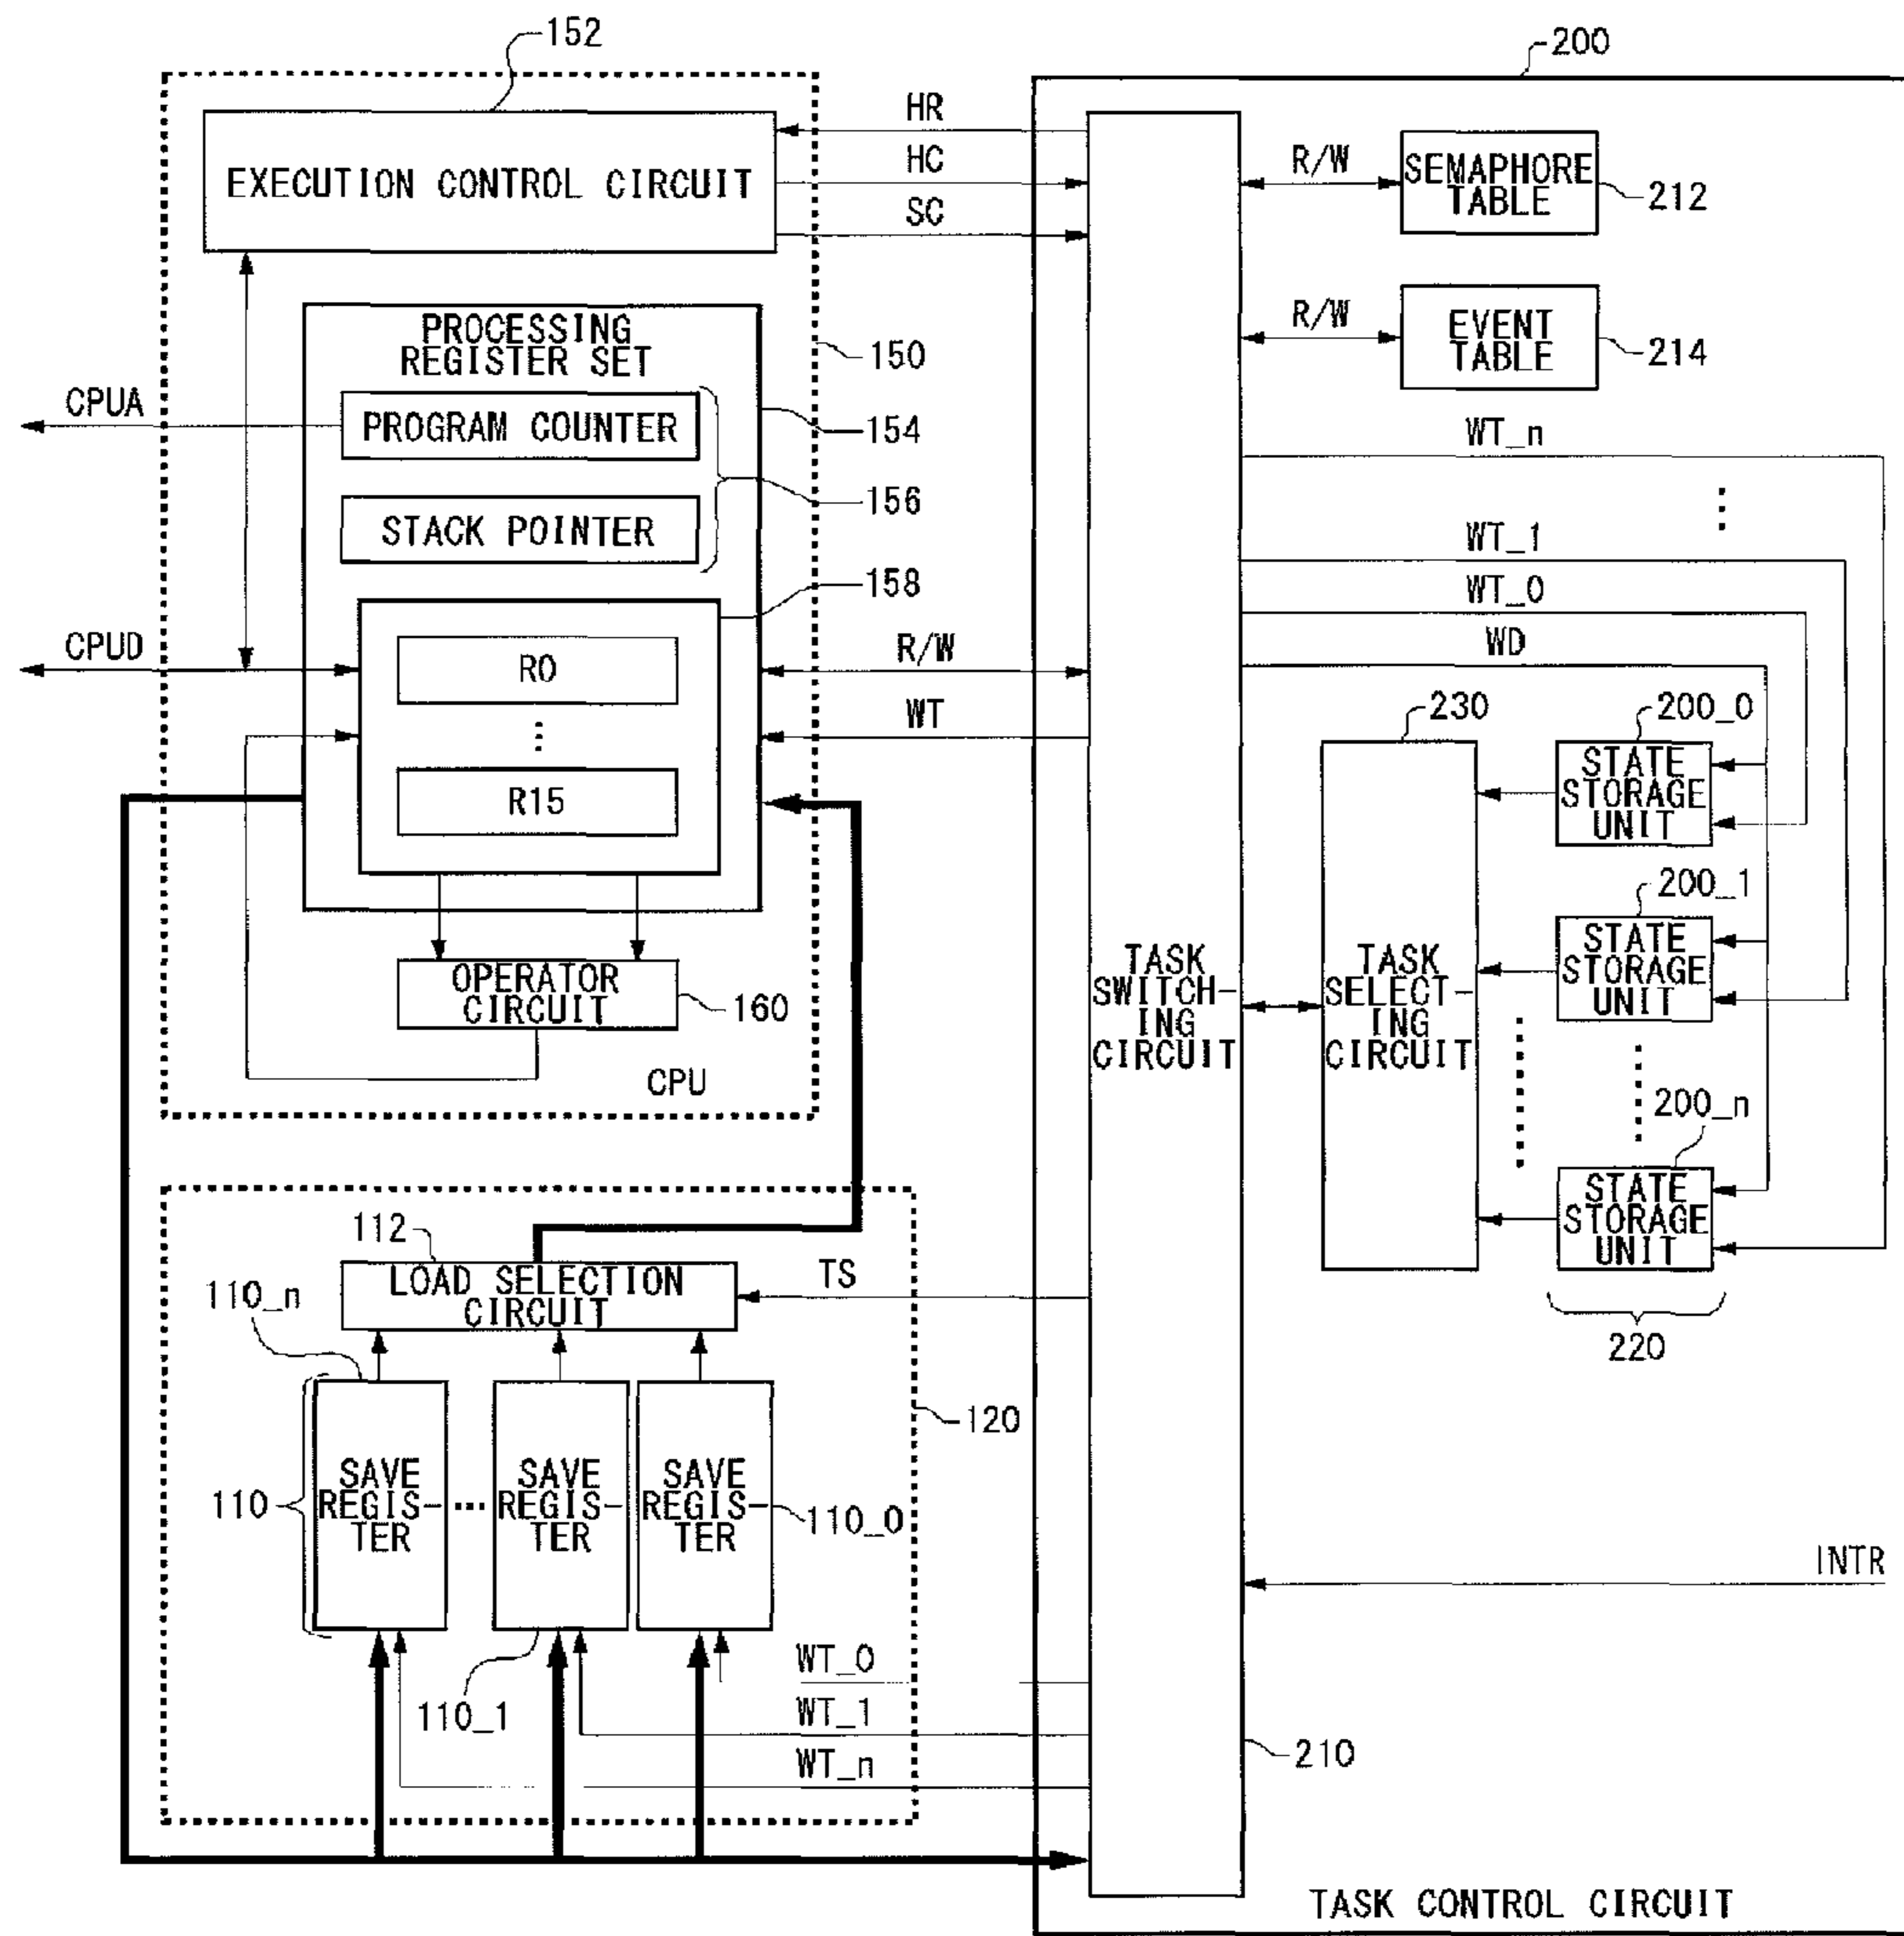 152
200
HR
HC
SC
EXECUTION CONTROL CIRCUIT
R/W
SEMAPHORE
TABLE
212
R/W
EVENT
TABLE
214
PROCESSING
REGISTER SET
150
CPUA
PROGRAM COUNTER
154
156
STACK POINTER
158
WT_n
WT_1
WT_0
WD
CPUD
R0
R15
R/W
WT
230
200_0
STATE
STORAGE
UNIT
200_1
STATE
STORAGE
UNIT
OPERATOR
CIRCUIT
160
CPU
TASK
SWITCH-
ING
CIRCUIT
TASK
SELECT-
ING
CIRCUIT
200_n
STATE
STORAGE
UNIT
220
112
LOAD SELECTION
CIRCUIT
TS
110_n
120
110
SAVE
REGIS-
TER
SAVE
REGIS-
TER
SAVE
REGIS-
TER
110_0
110_1
INTR
WT_0
WT_1
WT_n
210
TASK CONTROL CIRCUIT